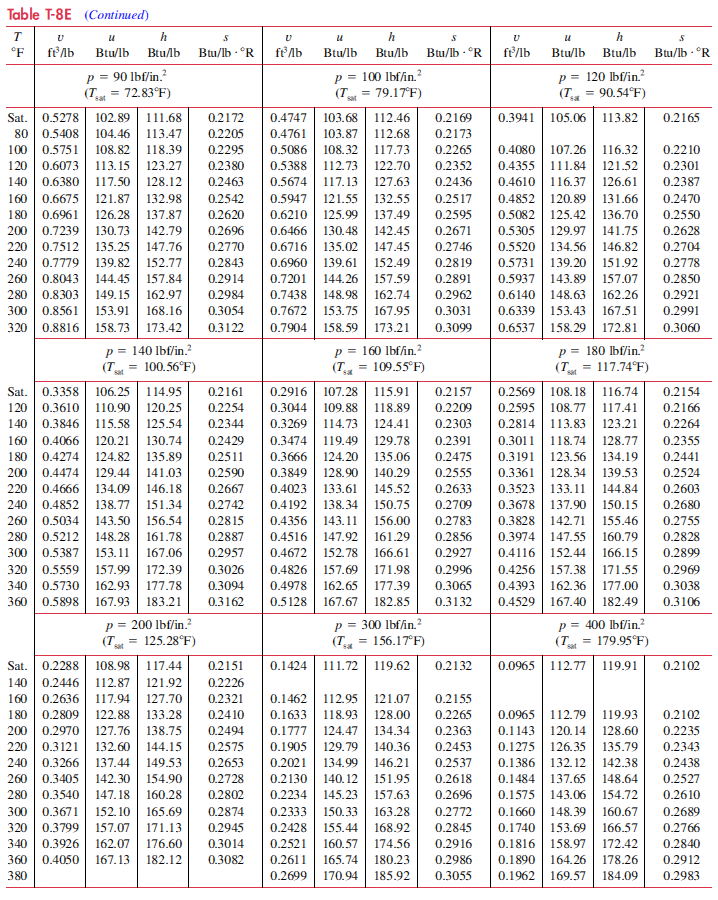 Table T-8E (Continued)
T v u h s v u h s v u h s
°F ft³/lb Btu/lb Btu/lb Btu/lb · °R ft³/lb Btu/lb Btu/lb Btu/lb · °R ft³/lb Btu/lb Btu/lb Btu/lb · °R
p = 90 lbf/in.² p = 100 lbf/in.² p = 120 lbf/in.²
(Tsat = 72.83°F) (Tsat = 79.17°F) (Tsat = 90.54°F)
Sat. 0.5278 102.89 111.68 0.2172 0.4747 103.68 112.46 0.2169 0.3941 105.06 113.82 0.2165
80 0.5408 104.46 113.47 0.2205 0.4761 103.87 112.68 0.2173
100 0.5751 108.82 118.39 0.2295 0.5086 108.32 117.73 0.2265 0.4080 107.26 116.32 0.2210
120 0.6073 113.15 123.27 0.2380 0.5388 112.73 122.70 0.2352 0.4355 111.84 121.52 0.2301
140 0.6380 117.50 128.12 0.2463 0.5674 117.13 127.63 0.2436 0.4610 116.37 126.61 0.2387
160 0.6675 121.87 132.98 0.2542 0.5947 121.55 132.55 0.2517 0.4852 120.89 131.66 0.2470
180 0.6961 126.28 137.87 0.2620 0.6210 125.99 137.49 0.2595 0.5082 125.42 136.70 0.2550
200 0.7239 130.73 142.79 0.2696 0.6466 130.48 142.45 0.2671 0.5305 129.97 141.75 0.2628
220 0.7512 135.25 147.76 0.2770 0.6716 135.02 147.45 0.2746 0.5520 134.56 146.82 0.2704
240 0.7779 139.82 152.77 0.2843 0.6960 139.61 152.49 0.2819 0.5731 139.20 151.92 0.2778
260 0.8043 144.45 157.84 0.2914 0.7201 144.26 157.59 0.2891 0.5937 143.89 157.07 0.2850
280 0.8303 149.15 162.97 0.2984 0.7438 148.98 162.74 0.2962 0.6140 148.63 162.26 0.2921
300 0.8561 153.91 168.16 0.3054 0.7672 153.75 167.95 0.3031 0.6339 153.43 167.51 0.2991
320 0.8816 158.73 173.42 0.3122 0.7904 158.59 173.21 0.3099 0.6537 158.29 172.81 0.3060
p = 140 lbf/in.² p = 160 lbf/in.² p = 180 lbf/in.²
(Tsat = 100.56°F) (Tsat = 109.55°F) (Tsat = 117.74°F)
Sat. 0.3358 106.25 114.95 0.2161 0.2916 107.28 115.91 0.2157 0.2569 108.18 116.74 0.2154
120 0.3610 110.90 120.25 0.2254 0.3044 109.88 118.89 0.2209 0.2595 108.77 117.41 0.2166
140 0.3846 115.58 125.54 0.2344 0.3269 114.73 124.41 0.2303 0.2814 113.83 123.21 0.2264
160 0.4066 120.21 130.74 0.2429 0.3474 119.49 129.78 0.2391 0.3011 118.74 128.77 0.2355
180 0.4274 124.82 135.89 0.2511 0.3666 124.20 135.06 0.2475 0.3191 123.56 134.19 0.2441
200 0.4474 129.44 141.03 0.2590 0.3849 128.90 140.29 0.2555 0.3361 128.34 139.53 0.2524
220 0.4666 134.09 146.18 0.2667 0.4023 133.61 145.52 0.2633 0.3523 133.11 144.84 0.2603
240 0.4852 138.77 151.34 0.2742 0.4192 138.34 150.75 0.2709 0.3678 137.90 150.15 0.2680
260 0.5034 143.50 156.54 0.2815 0.4356 143.11 156.00 0.2783 0.3828 142.71 155.46 0.2755
280 0.5212 148.28 161.78 0.2887 0.4516 147.92 161.29 0.2856 0.3974 147.55 160.79 0.2828
300 0.5387 153.11 167.06 0.2957 0.4672 152.78 166.61 0.2927 0.4116 152.44 166.15 0.2899
320 0.5559 157.99 172.39 0.3026 0.4826 157.69 171.98 0.2996 0.4256 157.38 171.55 0.2969
340 0.5730 162.93 177.78 0.3094 0.4978 162.65 177.39 0.3065 0.4393 162.36 177.00 0.3038
360 0.5898 167.93 183.21 0.3162 0.5128 167.67 182.85 0.3132 0.4529 167.40 182.49 0.3106
p = 200 lbf/in.² p = 300 lbf/in.² p = 400 lbf/in.²
(Tsat = 125.28°F) (Tsat = 156.17°F) (Tsat = 179.95°F)
Sat. 0.2288 108.98 117.44 0.2151 0.1424 111.72 119.62 0.2132 0.0965 112.77 119.91 0.2102
140 0.2446 112.87 121.92 0.2226
160 0.2636 117.94 127.70 0.2321 0.1462 112.95 121.07 0.2155
180 0.2809 122.88 133.28 0.2410 0.1633 118.93 128.00 0.2265 0.0965 112.79 119.93 0.2102
200 0.2970 127.76 138.75 0.2494 0.1777 124.47 134.34 0.2363 0.1143 120.14 128.60 0.2235
220 0.3121 132.60 144.15 0.2575 0.1905 129.79 140.36 0.2453 0.1275 126.35 135.79 0.2343
240 0.3266 137.44 149.53 0.2653 0.2021 134.99 146.21 0.2537 0.1386 132.12 142.38 0.2438
260 0.3405 142.30 154.90 0.2728 0.2130 140.12 151.95 0.2618 0.1484 137.65 148.64 0.2527
280 0.3540 147.18 160.28 0.2802 0.2234 145.23 157.63 0.2696 0.1575 143.06 154.72 0.2610
300 0.3671 152.10 165.69 0.2874 0.2333 150.33 163.28 0.2772 0.1660 148.39 160.67 0.2689
320 0.3799 157.07 171.13 0.2945 0.2428 155.44 168.92 0.2845 0.1740 153.69 166.57 0.2766
340 0.3926 162.07 176.60 0.3014 0.2521 160.57 174.56 0.2916 0.1816 158.97 172.42 0.2840
360 0.4050 167.13 182.12 0.3082 0.2611 165.74 180.23 0.2986 0.1890 164.26 178.26 0.2912
380 0.2699 170.94 185.92 0.3055 0.1962 169.57 184.09 0.2983